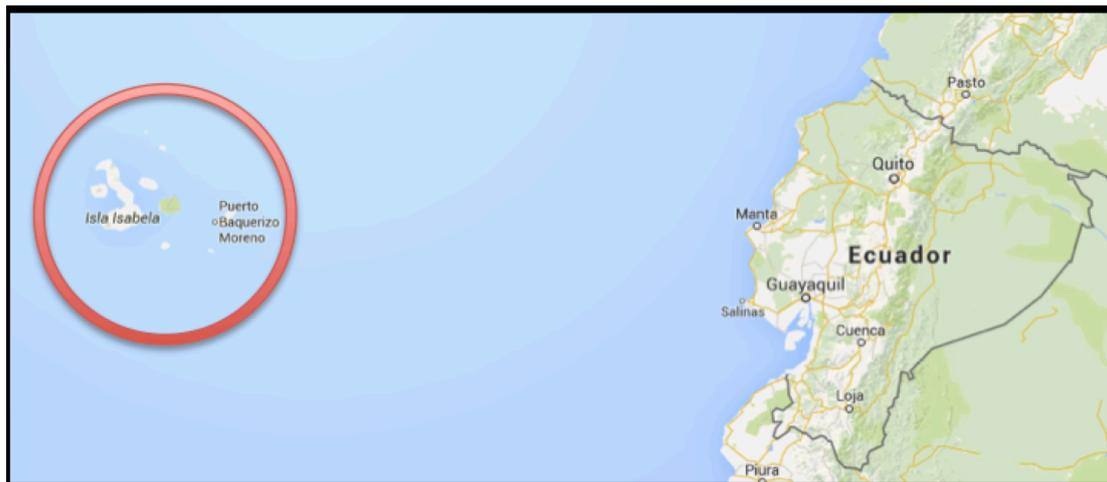 Isla Isabela
Puerto
Baquerizo
Moreno
Pasto
Quito
Manta
Ecuador
Guayaquil
Salinas
Cuenca
Loja
Piura